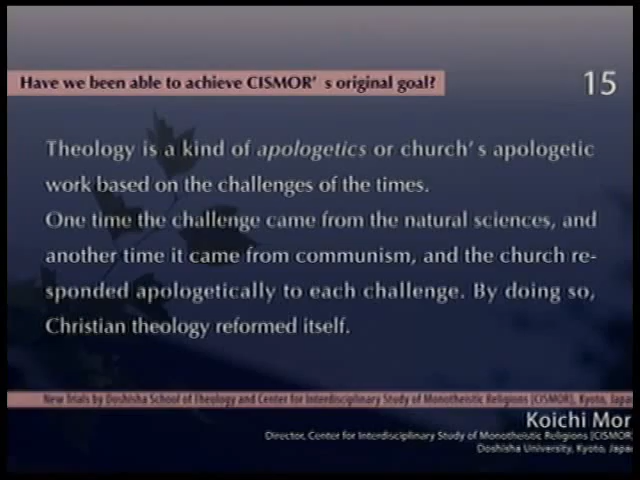 Have we been able to achieve CISMOR' s original goal?
15
Theology is a kind of apologetics or church's apologetic
work based on the challenges of the times.
One time the challenge came from the natural sciences, and
another time it came from communism, and the church re-
sponded apologetically to each challenge. By doing so,
Christian theology reformed itself.
New Trials by Doshisha School of Theology and Center for Interdisciplinary Study of Monotheistic Religions (CISMOR), Kyoto, Japa
Koichi Mor
Director, Center for Interdisciplinary Study of Monotheistic Religions (CISMOR
Doshisha University, Kyoto, Japa